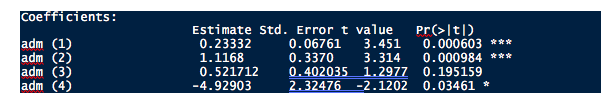 Coefficients:
Estimate Std. Error t value Pr(>|t|)
adm (1) 0.23332 0.06761 3.451 0.000603 ***
adm (2) 1.1168 0.3370 3.314 0.000984 ***
adm (3) 0.521712 0.402035 1.2977 0.195159
adm (4) -4.92903 2.32476 -2.1202 0.03461 *